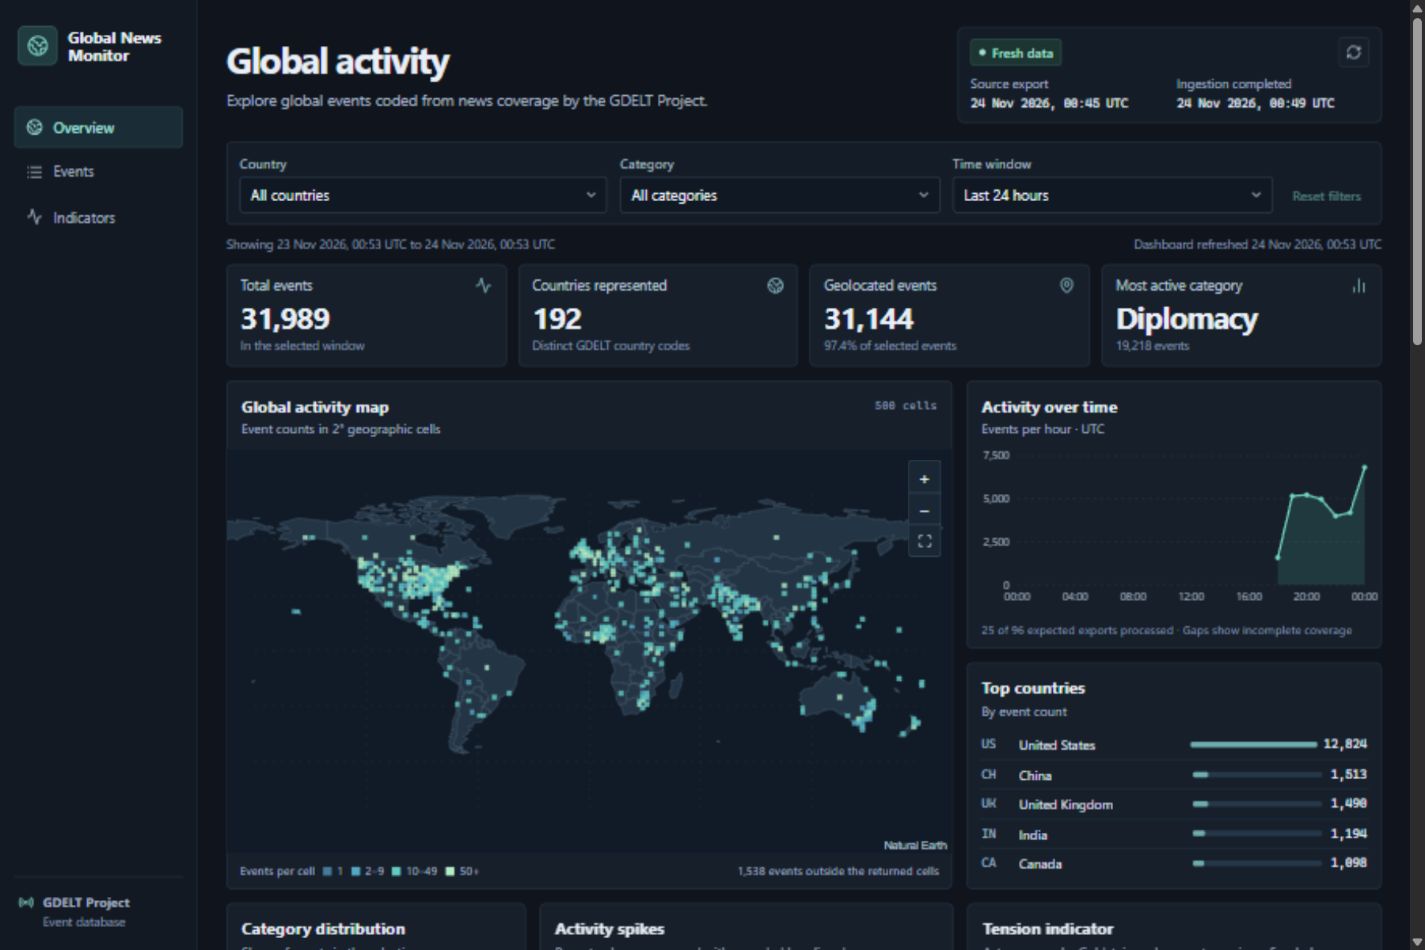 Global News
Monitor
Overview
Events
Indicators
GDELT Project
Event database
Global activity
Explore global events coded from news coverage by the GDELT Project.
Fresh data
Source export
24 Nov 2026, 00:45 UTC
Ingestion completed
24 Nov 2026, 00:49 UTC
Country
All countries
Category
All categories
Time window
Last 24 hours
Reset filters
Showing 23 Nov 2026, 00:53 UTC to 24 Nov 2026, 00:53 UTC
Dashboard refreshed 24 Nov 2026, 00:53 UTC
Total events
31,989
In the selected window
Countries represented
192
Distinct GDELT country codes
Geolocated events
31,144
97.4% of selected events
Most active category
Diplomacy
19,218 events
Global activity map
Event counts in 2° geographic cells
500 cells
+
−
Natural Earth
Events per cell 1 2–9 10–49 50+
1,538 events outside the returned cells
Activity over time
Events per hour · UTC
7,500
5,000
2,500
0
00:00 04:00 08:00 12:00 16:00 20:00 00:00
25 of 96 expected exports processed · Gaps show incomplete coverage
Top countries
By event count
US United States 12,824
CH China 1,513
UK United Kingdom 1,490
IN India 1,194
CA Canada 1,098
Category distribution
Activity spikes
Tension indicator